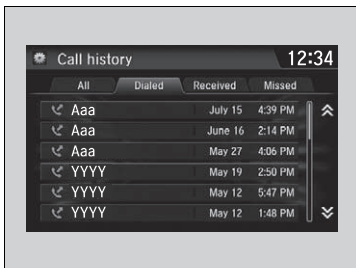 Call history 12:34
All Dialed Received Missed
Aaa July 15 4:39 PM
Aaa June 16 2:14 PM
Aaa May 27 4:06 PM
YYYY May 19 2:50 PM
YYYY May 12 5:47 PM
YYYY May 12 1:48 PM